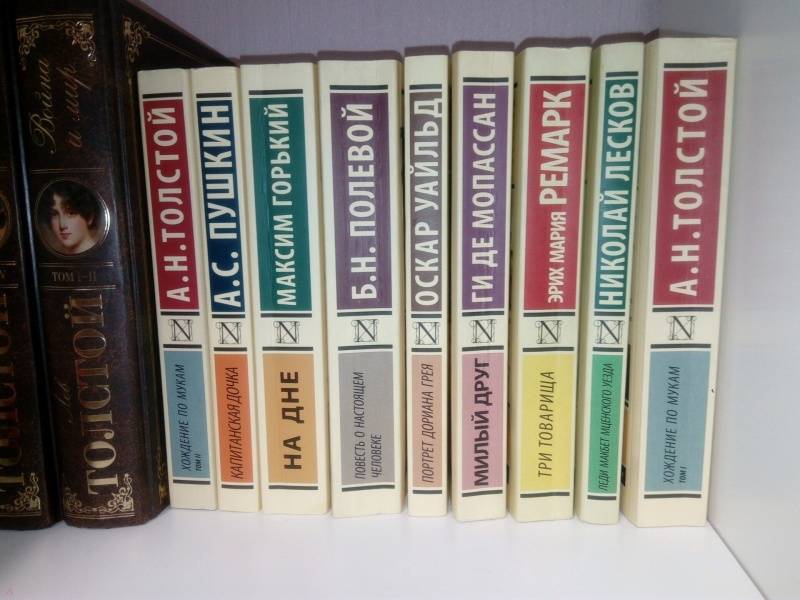 ТОЛСТОЙ
Война
и мир
ТОМ I–II
Лев
ТОЛСТОЙ
А.Н. ТОЛСТОЙ
ХОЖДЕНИЕ ПО МУКАМ
ТОМ II
А.С. ПУШКИН
КАПИТАНСКАЯ ДОЧКА
МАКСИМ ГОРЬКИЙ
НА ДНЕ
Б.Н. ПОЛЕВОЙ
ПОВЕСТЬ О НАСТОЯЩЕМ
ЧЕЛОВЕКЕ
ОСКАР УАЙЛЬД
ПОРТРЕТ ДОРИАНА ГРЕЯ
ГИ ДЕ МОПАССАН
МИЛЫЙ ДРУГ
ЭРИХ МАРИЯ РЕМАРК
ТРИ ТОВАРИЩА
НИКОЛАЙ ЛЕСКОВ
ЛЕДИ МАКБЕТ МЦЕНСКОГО УЕЗДА
А.Н. ТОЛСТОЙ
ХОЖДЕНИЕ ПО МУКАМ
ТОМ I